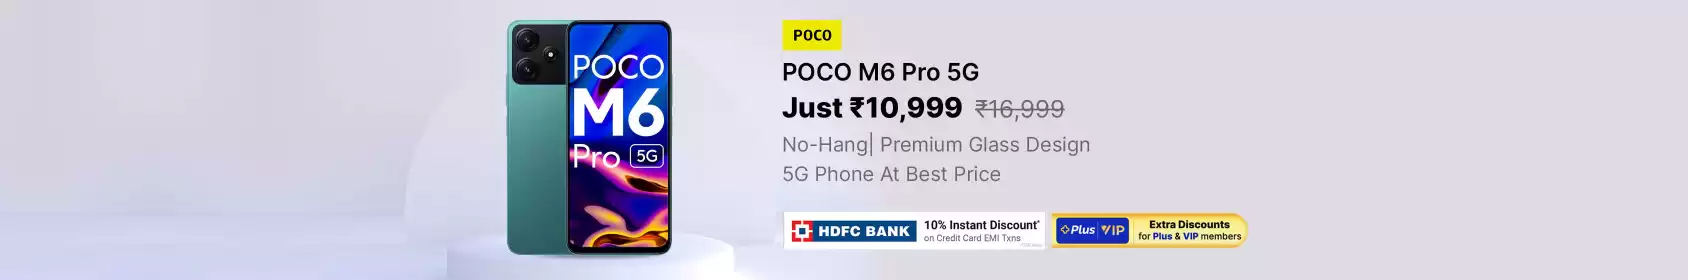 POCO
M6
Pro 5G
POCO
POCO M6 Pro 5G
Just ₹10,999 ₹16,999
No-Hang| Premium Glass Design
5G Phone At Best Price
HDFC BANK
10% Instant Discount*
on Credit Card EMI Txns
Plus VIP
Extra Discounts
for Plus & VIP members